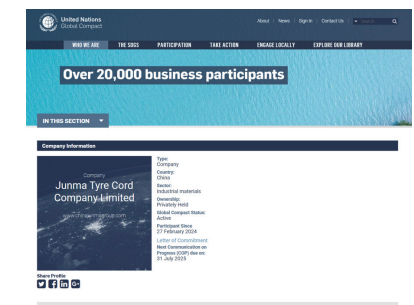 United Nations
Global Compact
About | News | Sign In | Contact Us | Search
WHO WE ARE THE SDGS PARTICIPATION TAKE ACTION ENGAGE LOCALLY EXPLORE OUR LIBRARY
Over 20,000 business participants
IN THIS SECTION
Company Information
Company
Junma Tyre Cord
Company Limited
Type:
Company
Country:
China
Sector:
Industrial materials
Ownership:
Privately Held
Global Compact Status:
Active
Participant Since
27 February 2024
Letter of Commitment
Next Communication on
Progress (COP) due on:
31 July 2025
Share Profile